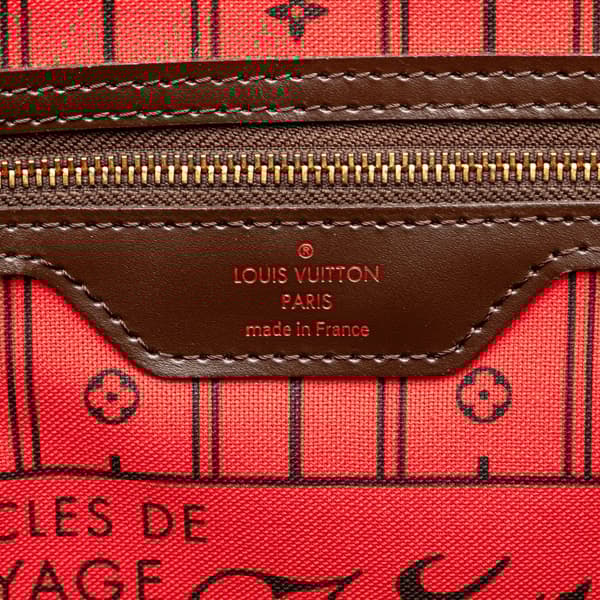 ®
LOUIS VUITTON
PARIS
made in France
CLES DE
YAGE